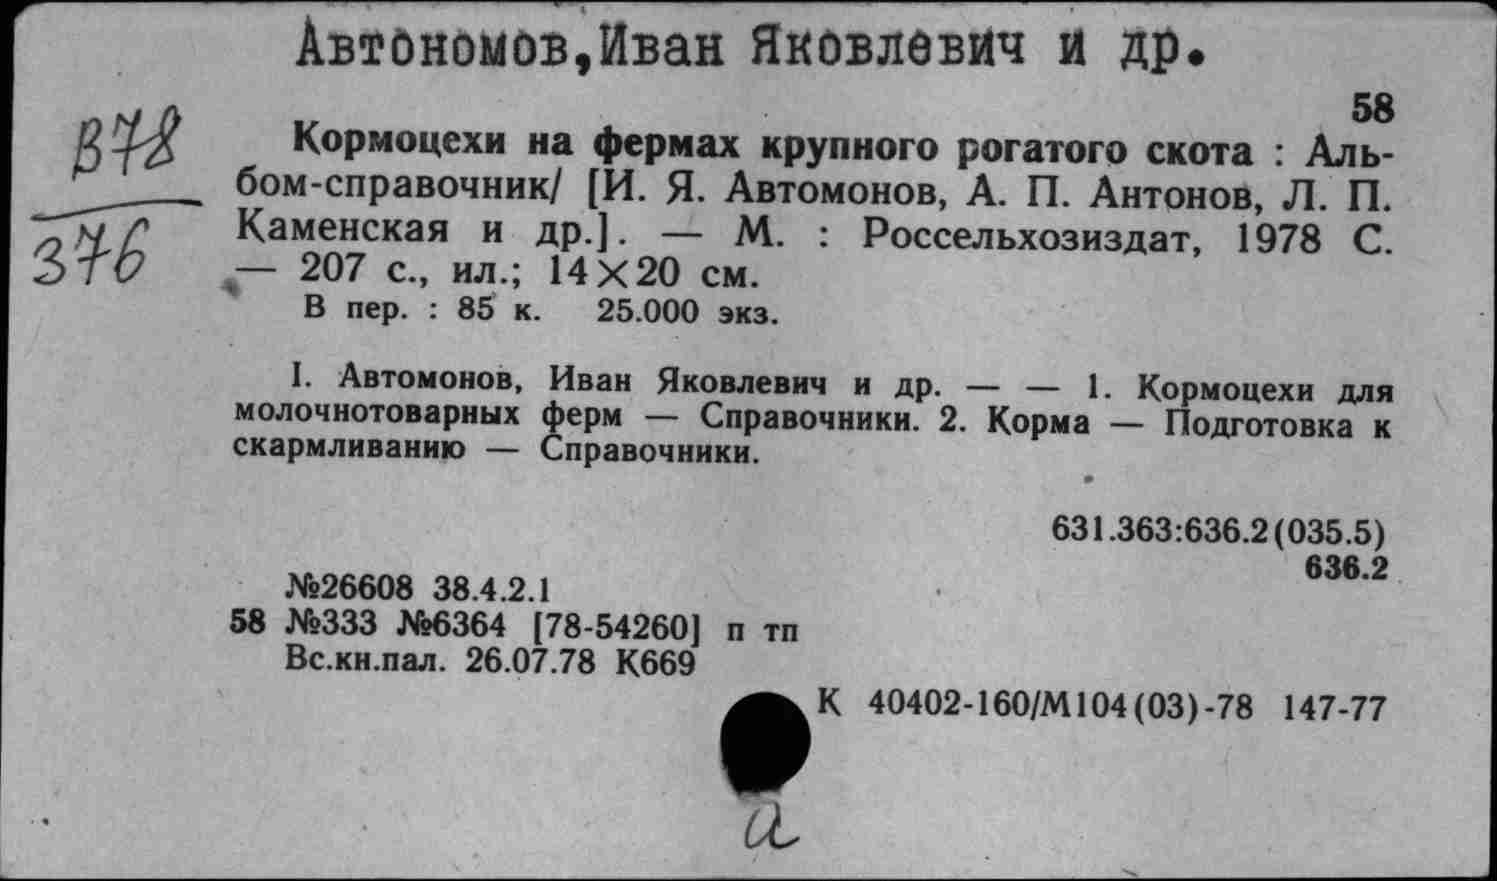 Автономов,Иван Яковлевич и др.
58
В78
376
Кормоцехи на фермах крупного рогатого скота : Аль-
бом-справочник/ [И. Я. Автомонов, А. П. Антонов, Л. П.
Каменская и др.]. — М. : Россельхозиздат, 1978 С.
— 207 с., ил.; 14×20 см.
В пер. : 85 к. 25.000 экз.
I. Автомонов, Иван Яковлевич и др. — — 1. Кормоцехи для
молочнотоварных ферм — Справочники. 2. Корма — Подготовка к
скармливанию — Справочники.
631.363:636.2(035.5)
636.2
№26608 38.4.2.1
58 №333 №6364 [78-54260] п тп
Вс.кн.пал. 26.07.78 К669
К 40402-160/М104(03)-78 147-77